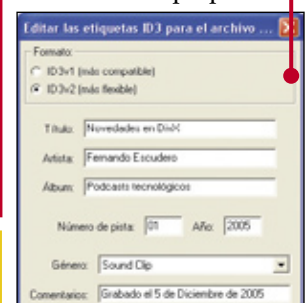 Editar las etiquetas ID3 para el archivo ...
Formato:
ID3v1 (más compatible)
ID3v2 (más flexible)
Título: Novedades en DivX
Artista: Fernando Escudero
Álbum: Podcasts tecnológicos
Número de pista: 01 Año: 2005
Género: Sound Clip
Comentarios: Grabado el 5 de Diciembre de 2005